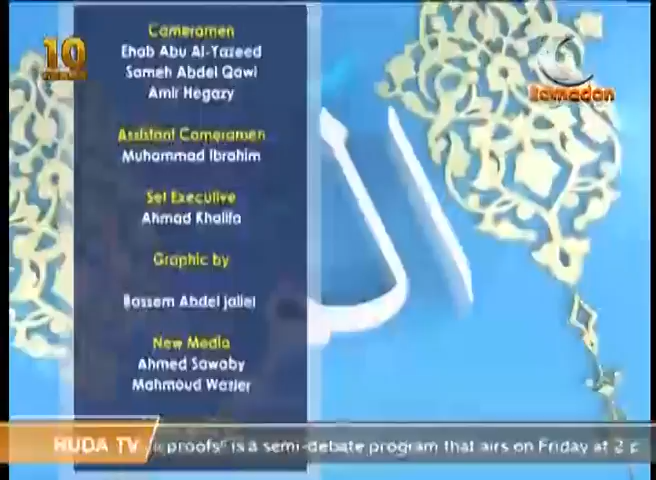 10
Ramadan
Cameramen
Ehab Abu Al-Yazeed
Sameh Abdel Qawi
Amir Hegazy
Assistant Cameramen
Muhammad Ibrahim
Set Executive
Ahmad Khalifa
Graphic by
Bassem Abdel jaliel
New Media
Ahmed Sawaby
Mahmoud Wasier
HUDA TV
proofs" is a semi-debate program that airs on Friday at 2 p